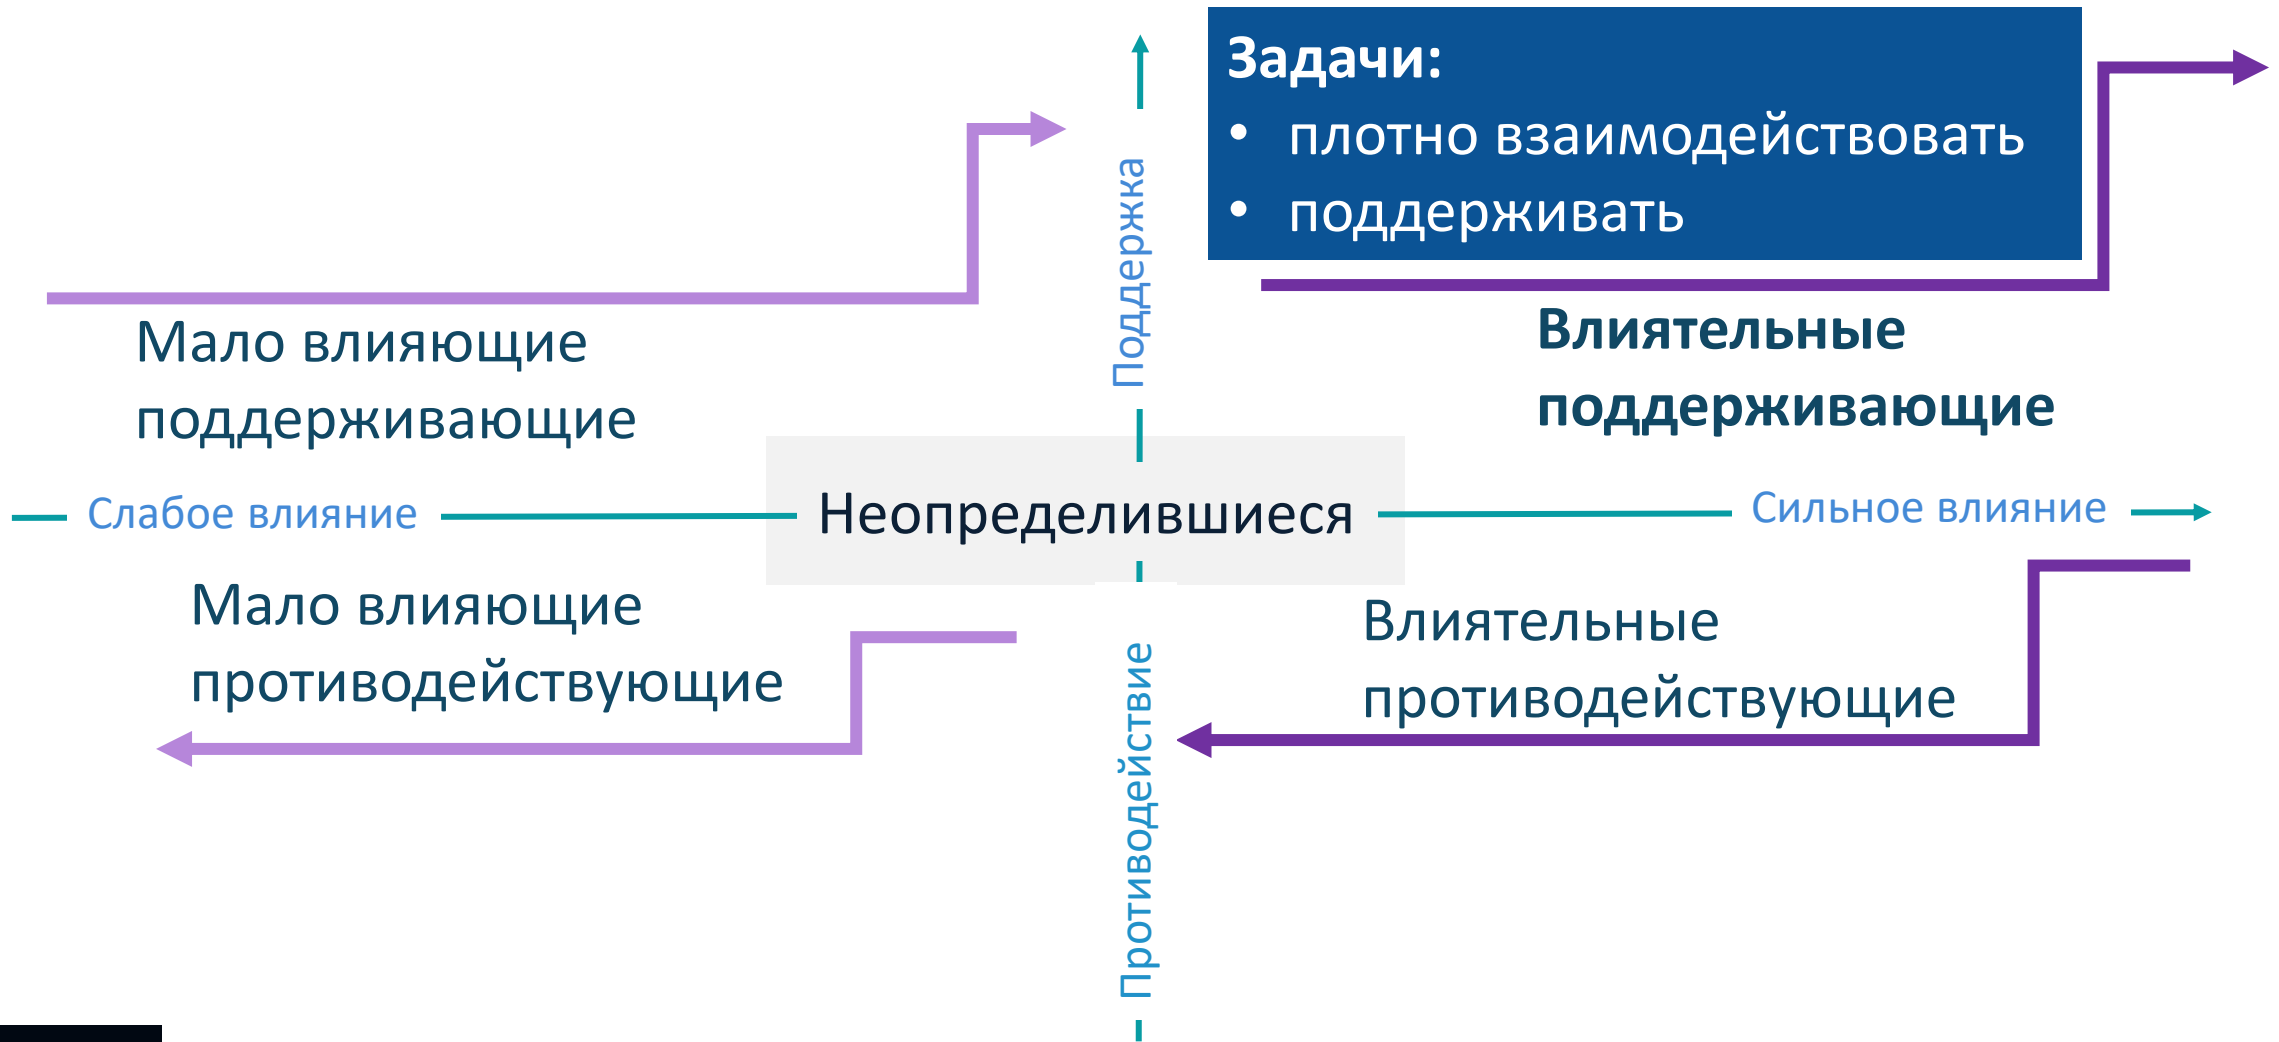 Задачи:
• плотно взаимодействовать
• поддерживать
Поддержка
Мало влияющие
поддерживающие
Влиятельные
поддерживающие
Слабое влияние
Неопределившиеся
Сильное влияние
Мало влияющие
противодействующие
Влиятельные
противодействующие
Противодействие